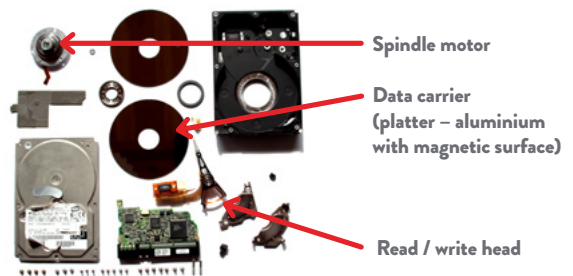 Spindle motor
Data carrier
(platter – aluminium
with magnetic surface)
Read / write head